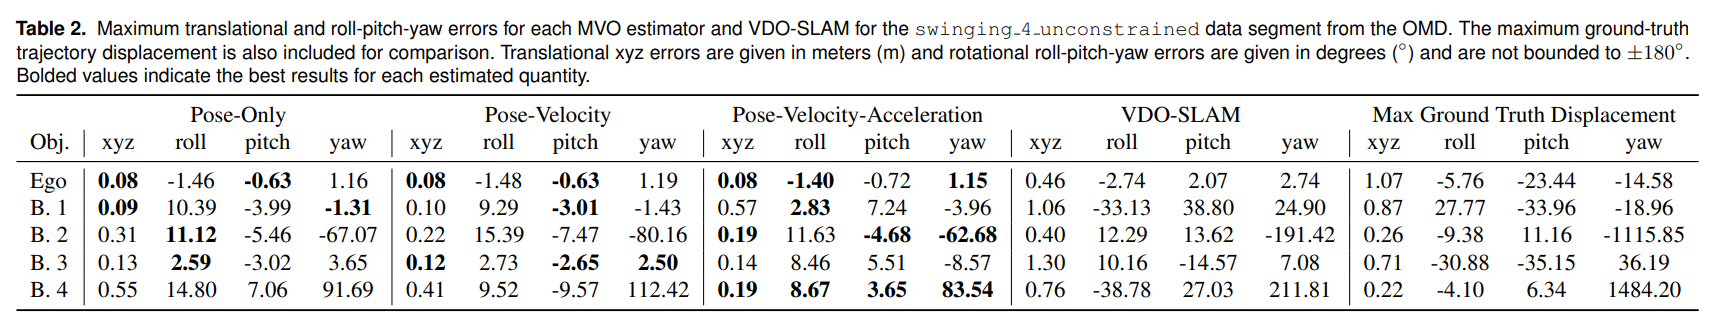 Table 2. Maximum translational and roll-pitch-yaw errors for each MVO estimator and VDO-SLAM for the swinging_4_unconstrained data segment from the OMD. The maximum ground-truth
trajectory displacement is also included for comparison. Translational xyz errors are given in meters (m) and rotational roll-pitch-yaw errors are given in degrees (°) and are not bounded to ±180°.
Bolded values indicate the best results for each estimated quantity.
Pose-Only Pose-Velocity Pose-Velocity-Acceleration VDO-SLAM Max Ground Truth Displacement
Obj. xyz roll pitch yaw xyz roll pitch yaw xyz roll pitch yaw xyz roll pitch yaw xyz roll pitch yaw
Ego 0.08 -1.46 -0.63 1.16 0.08 -1.48 -0.63 1.19 0.08 -1.40 -0.72 1.15 0.46 -2.74 2.07 2.74 1.07 -5.76 -23.44 -14.58
B. 1 0.09 10.39 -3.99 -1.31 0.10 9.29 -3.01 -1.43 0.57 2.83 7.24 -3.96 1.06 -33.13 38.80 24.90 0.87 27.77 -33.96 -18.96
B. 2 0.31 11.12 -5.46 -67.07 0.22 15.39 -7.47 -80.16 0.19 11.63 -4.68 -62.68 0.40 12.29 13.62 -191.42 0.26 -9.38 11.16 -1115.85
B. 3 0.13 2.59 -3.02 3.65 0.12 2.73 -2.65 2.50 0.14 8.46 5.51 -8.57 1.30 10.16 -14.57 7.08 0.71 -30.88 -35.15 36.19
B. 4 0.55 14.80 7.06 91.69 0.41 9.52 -9.57 112.42 0.19 8.67 3.65 83.54 0.76 -38.78 27.03 211.81 0.22 -4.10 6.34 1484.20